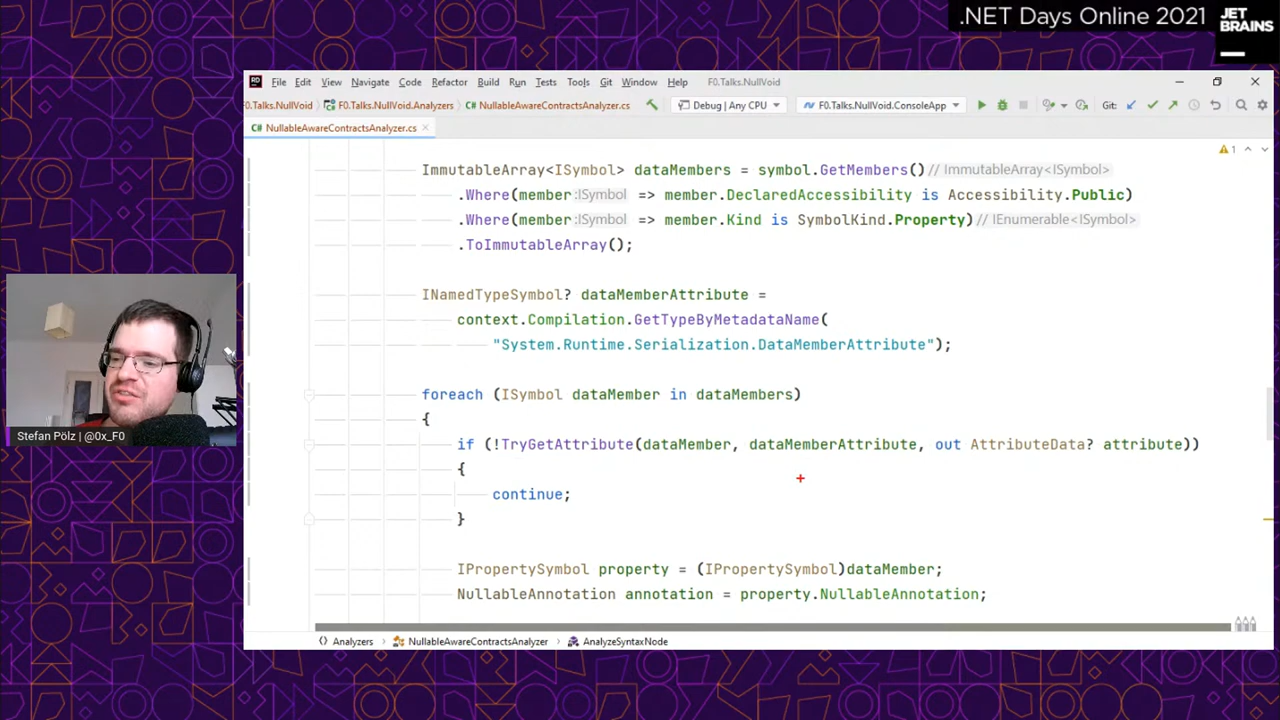 .NET Days Online 2021
JET
BRAINS
RD
File Edit View Navigate Code Refactor Build Run Tests Tools Git Window Help F0.Talks.NullVoid
F0.Talks.NullVoid F0.Talks.NullVoid.Analyzers C# NullableAwareContractsAnalyzer.cs Debug | Any CPU F0.Talks.NullVoid.ConsoleApp Git:
C# NullableAwareContractsAnalyzer.cs
1
ImmutableArray<ISymbol> dataMembers = symbol.GetMembers() // ImmutableArray<ISymbol>
.Where(member:ISymbol => member.DeclaredAccessibility is Accessibility.Public)
.Where(member:ISymbol => member.Kind is SymbolKind.Property) // IEnumerable<ISymbol>
.ToImmutableArray();
INamedTypeSymbol? dataMemberAttribute =
context.Compilation.GetTypeByMetadataName(
"System.Runtime.Serialization.DataMemberAttribute");
foreach (ISymbol dataMember in dataMembers)
{
if (!TryGetAttribute(dataMember, dataMemberAttribute, out AttributeData? attribute))
{
continue;
}
IPropertySymbol property = (IPropertySymbol)dataMember;
NullableAnnotation annotation = property.NullableAnnotation;
Analyzers NullableAwareContractsAnalyzer AnalyzeSyntaxNode
Stefan Pölz | @0x_F0